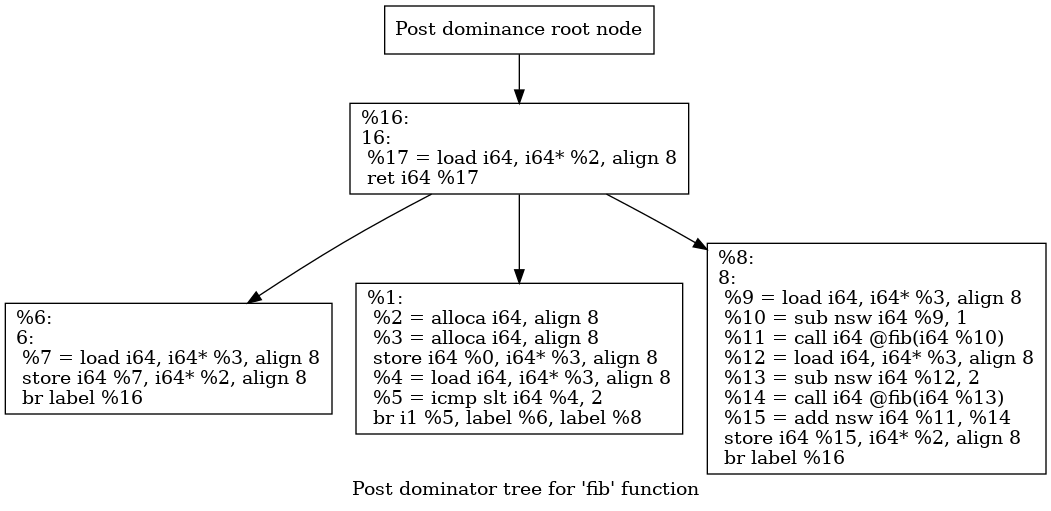 Post dominance root node
%16:
16:
%17 = load i64, i64* %2, align 8
ret i64 %17
%6:
6:
%7 = load i64, i64* %3, align 8
store i64 %7, i64* %2, align 8
br label %16
%1:
%2 = alloca i64, align 8
%3 = alloca i64, align 8
store i64 %0, i64* %3, align 8
%4 = load i64, i64* %3, align 8
%5 = icmp slt i64 %4, 2
br i1 %5, label %6, label %8
%8:
8:
%9 = load i64, i64* %3, align 8
%10 = sub nsw i64 %9, 1
%11 = call i64 @fib(i64 %10)
%12 = load i64, i64* %3, align 8
%13 = sub nsw i64 %12, 2
%14 = call i64 @fib(i64 %13)
%15 = add nsw i64 %11, %14
store i64 %15, i64* %2, align 8
br label %16
Post dominator tree for 'fib' function